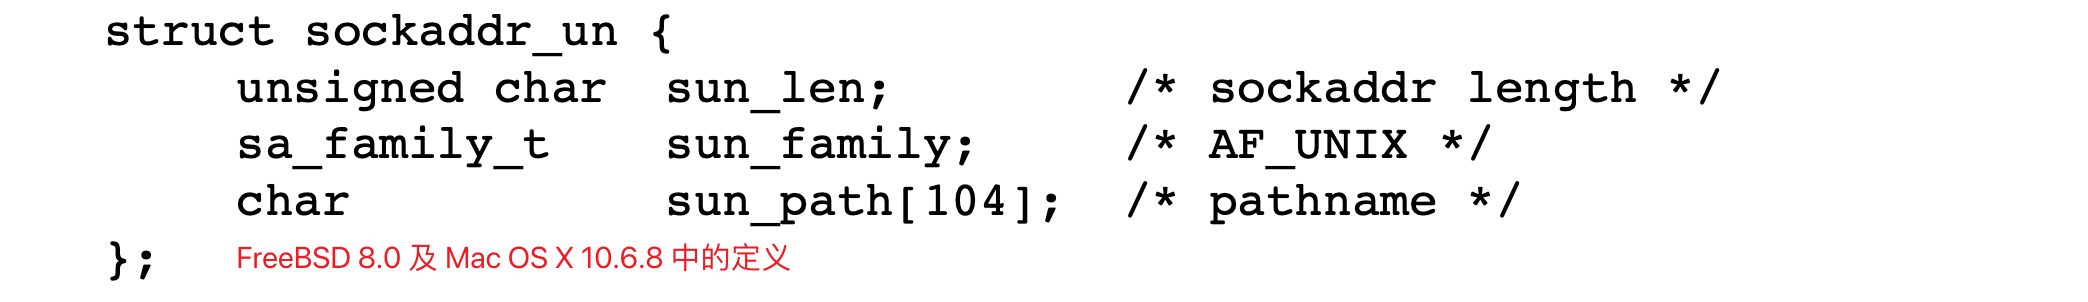 struct sockaddr_un {
unsigned char sun_len; /* sockaddr length */
sa_family_t sun_family; /* AF_UNIX */
char sun_path[104]; /* pathname */
}; FreeBSD 8.0 及 Mac OS X 10.6.8 中的定义